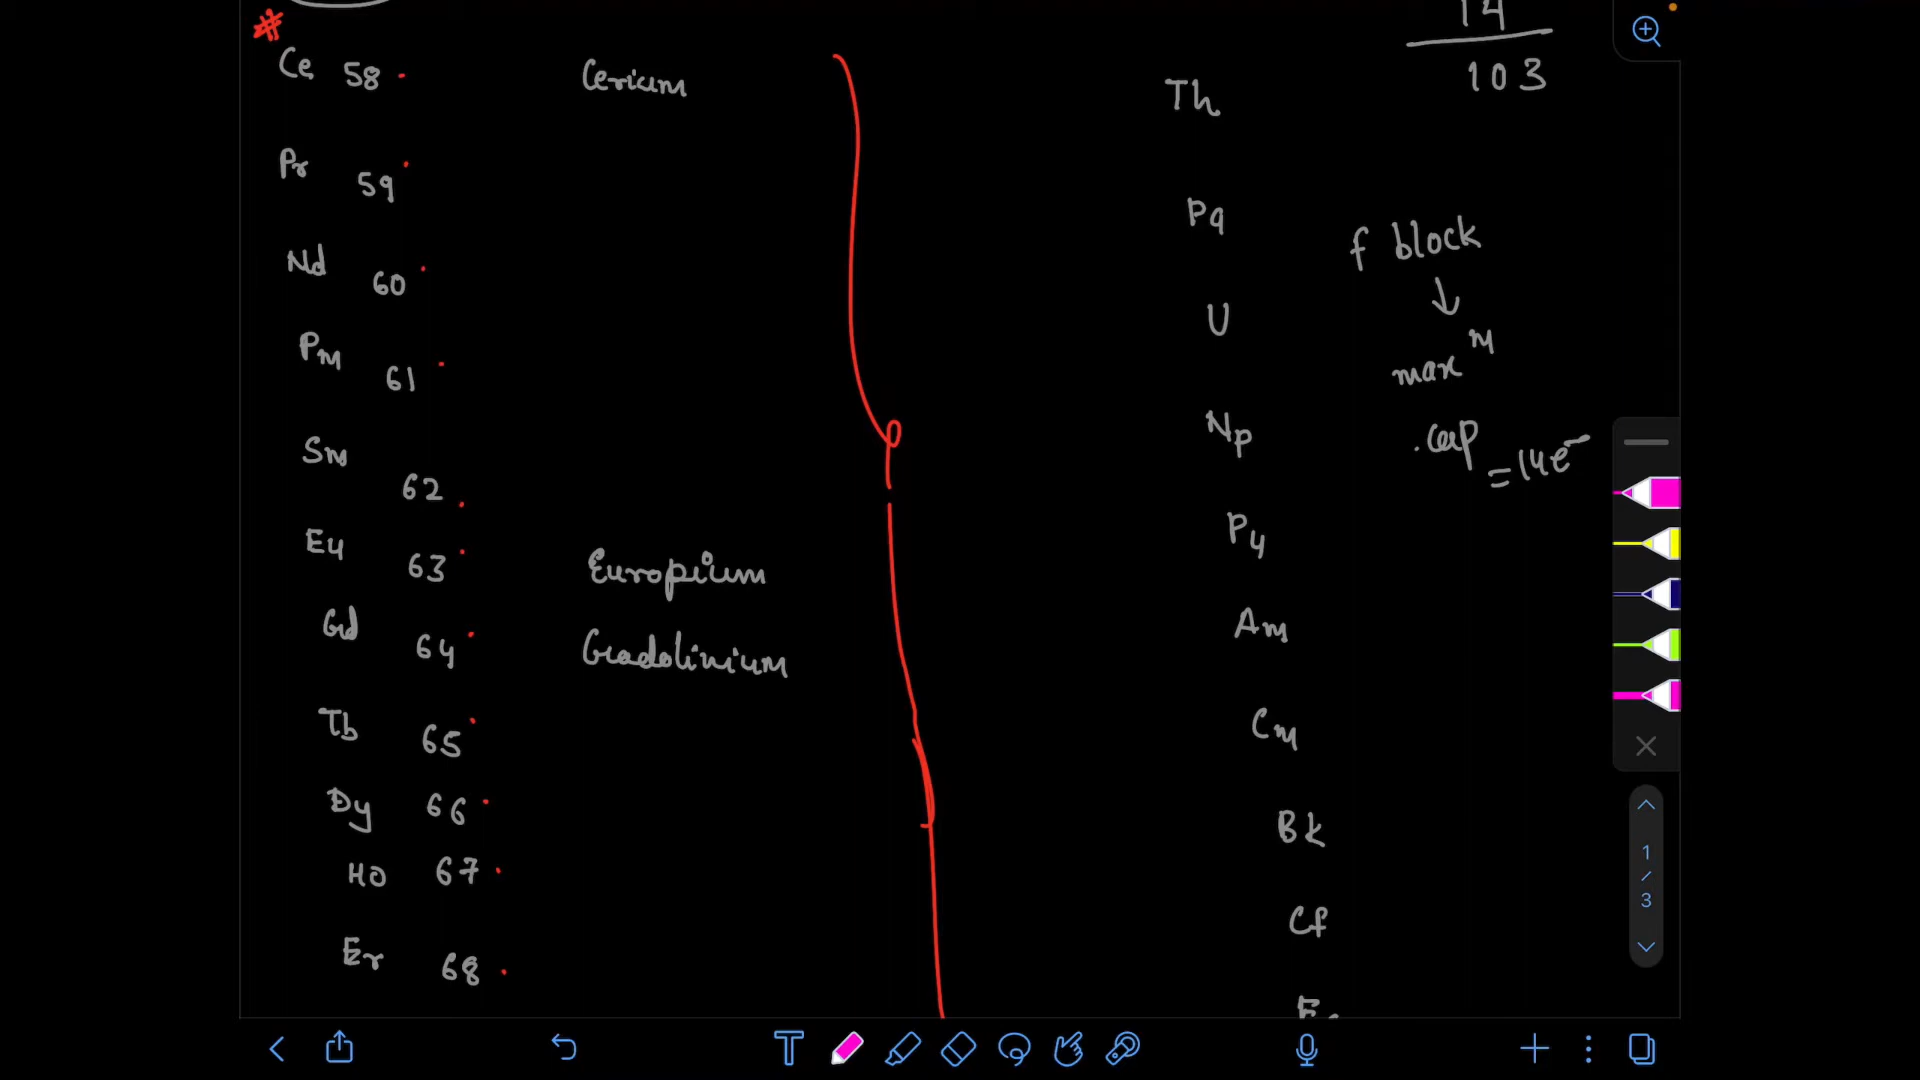 14
103
Ce 58 Cerium
Th
Pr 59
Pa
f block
Nd 60
U
max^m
Pm 61
Np
cap = 14e⁻
Sm 62
Pu
Eu 63 Europium
Am
Gd 64 Gadolinium
Tb 65
Cm
Dy 66
Bk
Ho 67
Cf
Er 68
1
/
3
T